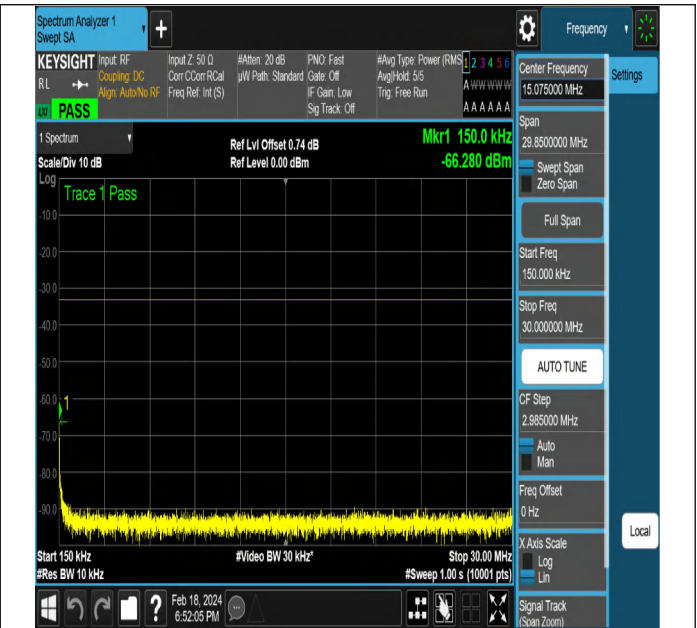 Spectrum Analyzer 1
Swept SA
Frequency
KEYSIGHT
RL
LXI
PASS
Input: RF
Coupling: DC
Align: Auto/No RF
Input Z: 50 Ω
Corr CCorr RCal
Freq Ref: Int (S)
#Atten: 20 dB
µW Path: Standard
PNO: Fast
Gate: Off
IF Gain: Low
Sig Track: Off
#Avg Type: Power (RMS
Avg|Hold: 5/5
Trig: Free Run
1 2 3 4 5 6
A W W W W W
A A A A A A
1 Spectrum
Scale/Div 10 dB
Log
Ref Lvl Offset 0.74 dB
Ref Level 0.00 dBm
Mkr1 150.0 kHz
-66.280 dBm
Trace 1 Pass
-10.0
-20.0
-30.0
-40.0
-50.0
-60.0
1
-70.0
-80.0
-90.0
Start 150 kHz
#Res BW 10 kHz
#Video BW 30 kHz*
Stop 30.00 MHz
#Sweep 1.00 s (10001 pts)
?
Feb 18, 2024
6:52:05 PM
Center Frequency
15.075000 MHz
Span
29.8500000 MHz
Swept Span
Zero Span
Full Span
Start Freq
150.000 kHz
Stop Freq
30.000000 MHz
AUTO TUNE
CF Step
2.985000 MHz
Auto
Man
Freq Offset
0 Hz
X Axis Scale
Log
Lin
Signal Track
(Span Zoom)
Settings
Local